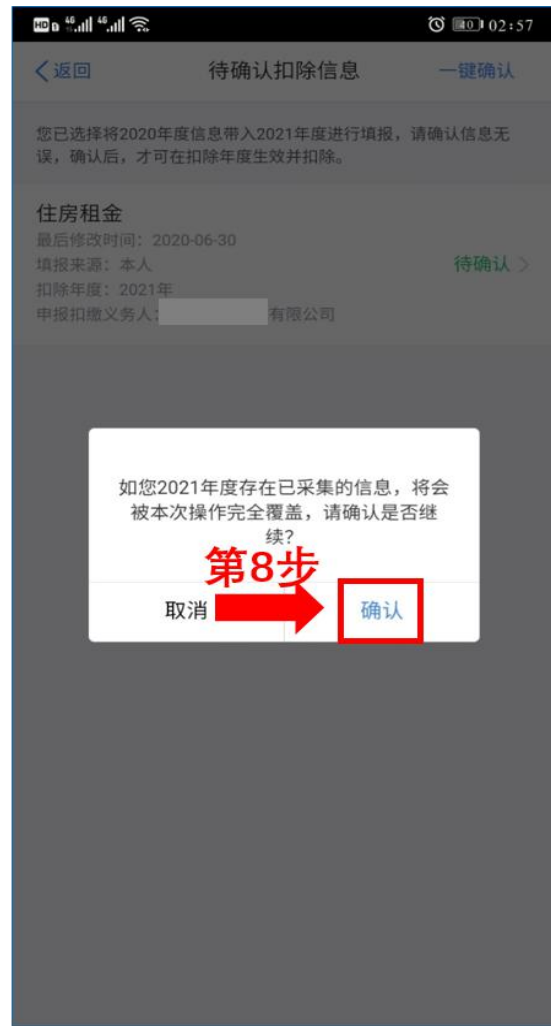 HD 46 46 02:57
返回 待确认扣除信息 一键确认
您已选择将2020年度信息带入2021年度进行填报，请确认信息无
误，确认后，才可在扣除年度生效并扣除。
住房租金
最后修改时间：2020-06-30
填报来源：本人
待确认
扣除年度：2021年
申报扣缴义务人： 有限公司
如您2021年度存在已采集的信息，将会
被本次操作完全覆盖，请确认是否继
续？
第8步
取消 确认